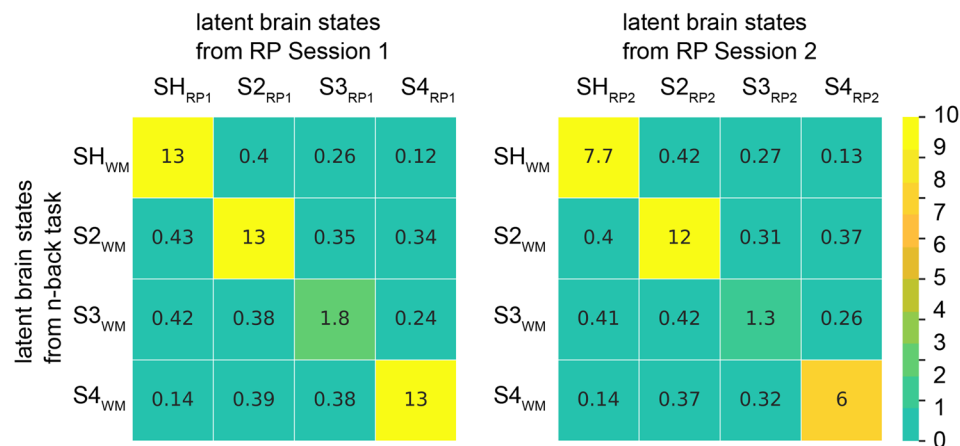 latent brain states
from RP Session 1
SH_RP1 S2_RP1 S3_RP1 S4_RP1
latent brain states
from n-back task
SH_WM 13 0.4 0.26 0.12
S2_WM 0.43 13 0.35 0.34
S3_WM 0.42 0.38 1.8 0.24
S4_WM 0.14 0.39 0.38 13
latent brain states
from RP Session 2
SH_RP2 S2_RP2 S3_RP2 S4_RP2
SH_WM 7.7 0.42 0.27 0.13
S2_WM 0.4 12 0.31 0.37
S3_WM 0.41 0.42 1.3 0.26
S4_WM 0.14 0.37 0.32 6
10
9
8
7
6
5
4
3
2
1
0